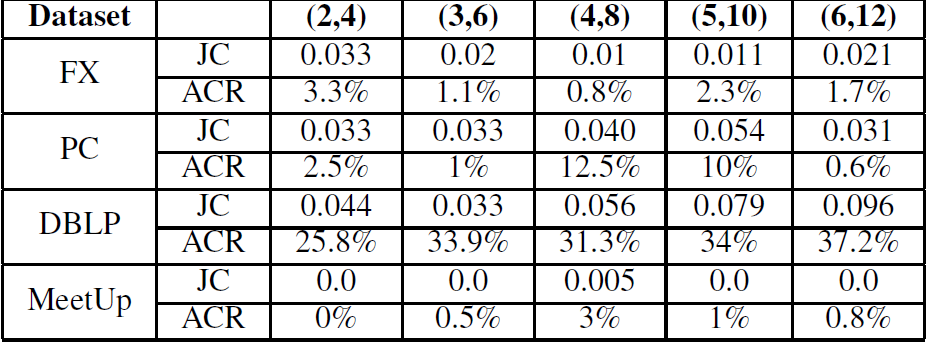 Dataset (2,4) (3,6) (4,8) (5,10) (6,12)
FX JC 0.033 0.02 0.01 0.011 0.021
ACR 3.3% 1.1% 0.8% 2.3% 1.7%
PC JC 0.033 0.033 0.040 0.054 0.031
ACR 2.5% 1% 12.5% 10% 0.6%
DBLP JC 0.044 0.033 0.056 0.079 0.096
ACR 25.8% 33.9% 31.3% 34% 37.2%
MeetUp JC 0.0 0.0 0.005 0.0 0.0
ACR 0% 0.5% 3% 1% 0.8%